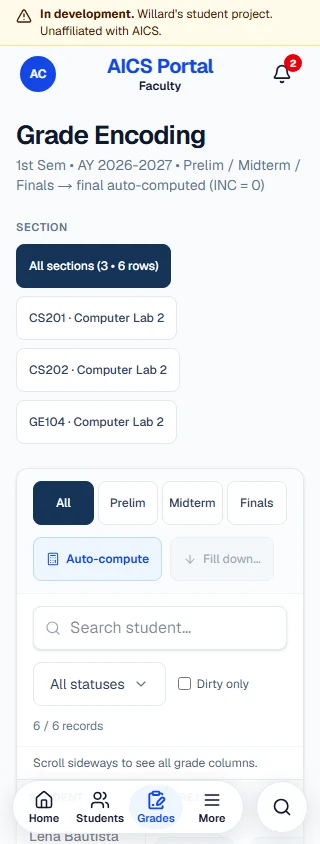 In development. Willard's student project.
Unaffiliated with AICS.
AC
AICS Portal
Faculty
2
Grade Encoding
1st Sem • AY 2026-2027 • Prelim / Midterm /
Finals → final auto-computed (INC = 0)
SECTION
All sections (3 • 6 rows)
CS201 · Computer Lab 2
CS202 · Computer Lab 2
GE104 · Computer Lab 2
All
Prelim
Midterm
Finals
Auto-compute
Fill down...
Search student...
All statuses
Dirty only
6 / 6 records
Scroll sideways to see all grade columns.
Home
Students
Grades
More
Lena Bautista